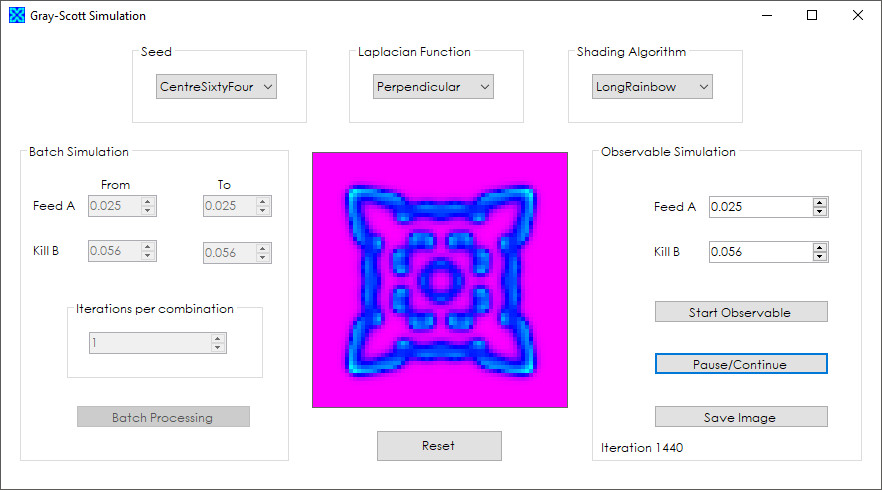 Gray-Scott Simulation
Seed
Laplacian Function
Shading Algorithm
CentreSixtyFour
Perpendicular
LongRainbow
Batch Simulation
From
To
Feed A
0.025
0.025
Kill B
0.056
0.056
Iterations per combination
1
Batch Processing
Reset
Observable Simulation
Feed A
0.025
Kill B
0.056
Start Observable
Pause/Continue
Save Image
Iteration 1440